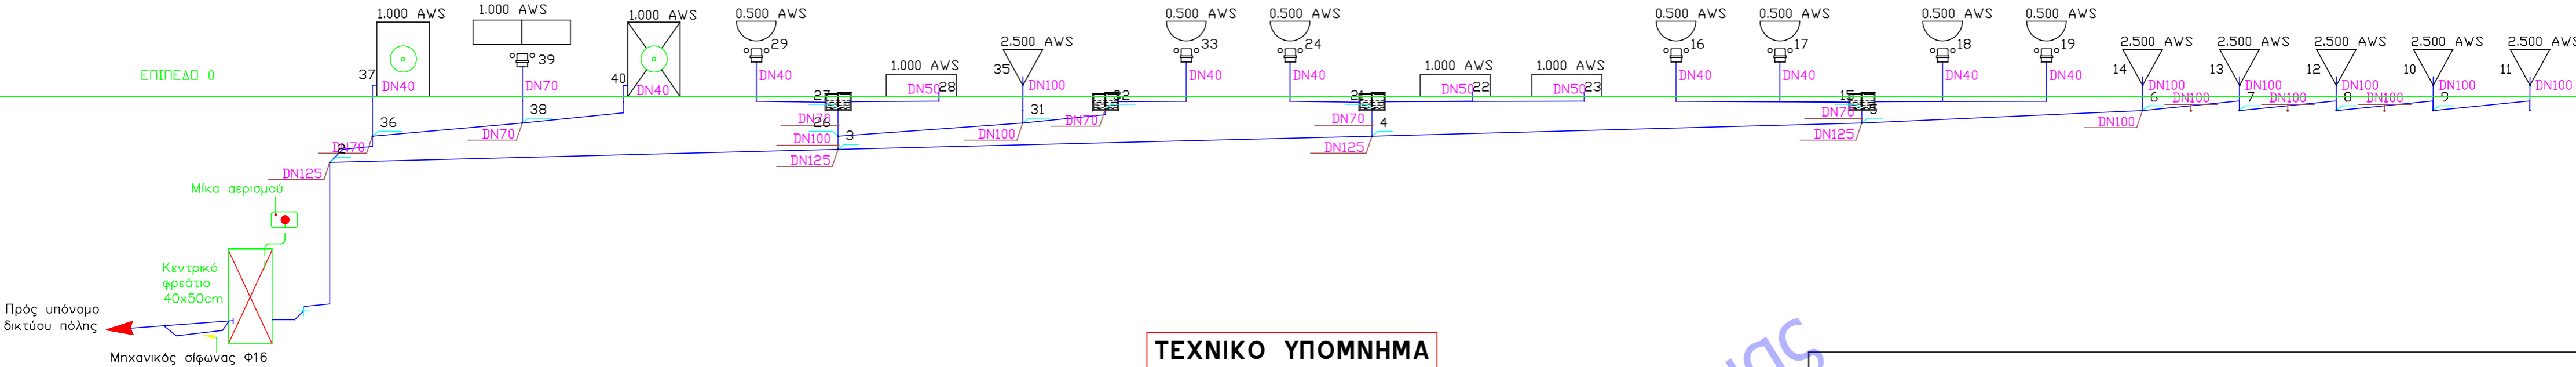 1.000 AWS
1.000 AWS
1.000 AWS
0.500 AWS
2.500 AWS
0.500 AWS
0.500 AWS
0.500 AWS
0.500 AWS
0.500 AWS
0.500 AWS
2.500 AWS
2.500 AWS
2.500 AWS
2.500 AWS
2.500 AWS
1.000 AWS
1.000 AWS
1.000 AWS
29
33
24
16
17
18
19
39
35
14
13
12
10
11
ΕΠΙΠΕΔΟ 0
37
40
DN40
DN70
DN40
DN40
DN50
28
DN100
DN40
DN40
DN50
22
DN50
23
DN40
DN40
DN40
DN40
DN100
DN100
DN100
DN100
DN100
27
32
21
15
6
DN100
7
DN100
8
DN100
9
36
38
DN70
26
31
DN70
DN70
4
DN70
5
DN100
DN70
DN70
2
DN100
3
DN100
DN125
DN125
DN125
DN125
Μίκα αερισμού
Κεντρικό
φρεάτιο
40x50cm
Πρός υπόνομο
δικτύου πόλης
Μηχανικός σίφωνας Φ16
ΤΕΧΝΙΚΟ ΥΠΟΜΝΗΜΑ